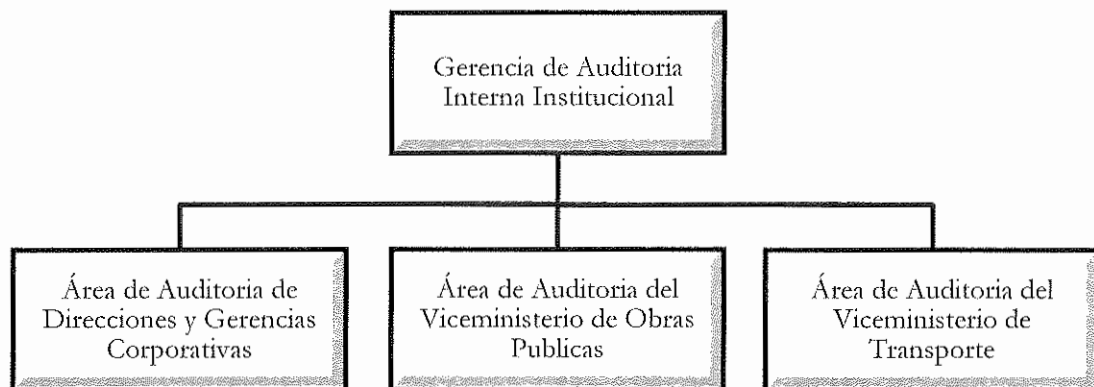 Gerencia de Auditoria
Interna Institucional
Área de Auditoria de
Direcciones y Gerencias
Corporativas
Área de Auditoria del
Viceministerio de Obras
Publicas
Área de Auditoria del
Viceministerio de
Transporte